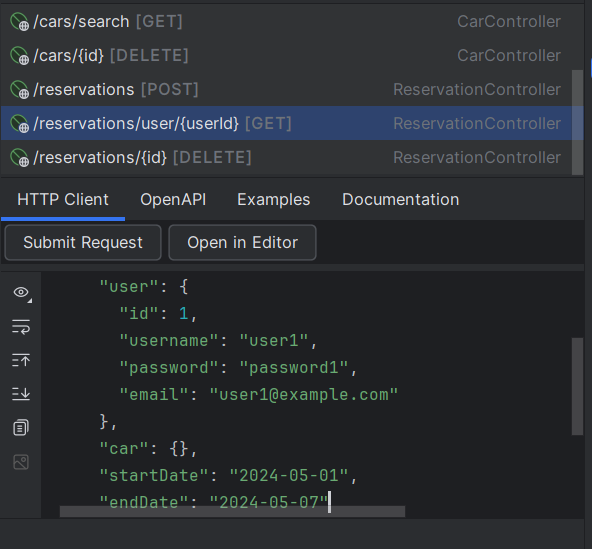 /cars/search [GET] CarController
/cars/{id} [DELETE] CarController
/reservations [POST] ReservationController
/reservations/user/{userId} [GET] ReservationController
/reservations/{id} [DELETE] ReservationController
HTTP Client OpenAPI Examples Documentation
Submit Request Open in Editor
"user": {
"id": 1,
"username": "user1",
"password": "password1",
"email": "user1@example.com"
},
"car": {},
"startDate": "2024-05-01",
"endDate": "2024-05-07"